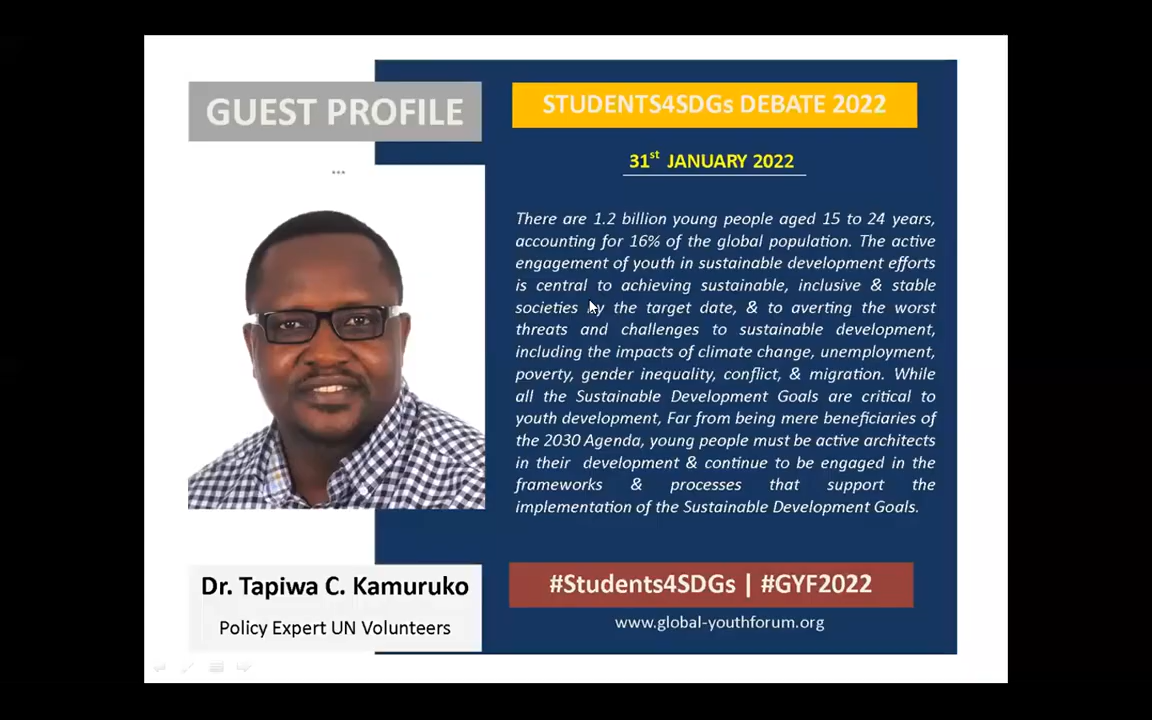 GUEST PROFILE
STUDENTS4SDGs DEBATE 2022
31st JANUARY 2022
There are 1.2 billion young people aged 15 to 24 years,
accounting for 16% of the global population. The active
engagement of youth in sustainable development efforts
is central to achieving sustainable, inclusive & stable
societies by the target date, & to averting the worst
threats and challenges to sustainable development,
including the impacts of climate change, unemployment,
poverty, gender inequality, conflict, & migration. While
all the Sustainable Development Goals are critical to
youth development, Far from being mere beneficiaries of
the 2030 Agenda, young people must be active architects
in their development & continue to be engaged in the
frameworks & processes that support the
implementation of the Sustainable Development Goals.
Dr. Tapiwa C. Kamuruko
Policy Expert UN Volunteers
#Students4SDGs | #GYF2022
www.global-youthforum.org